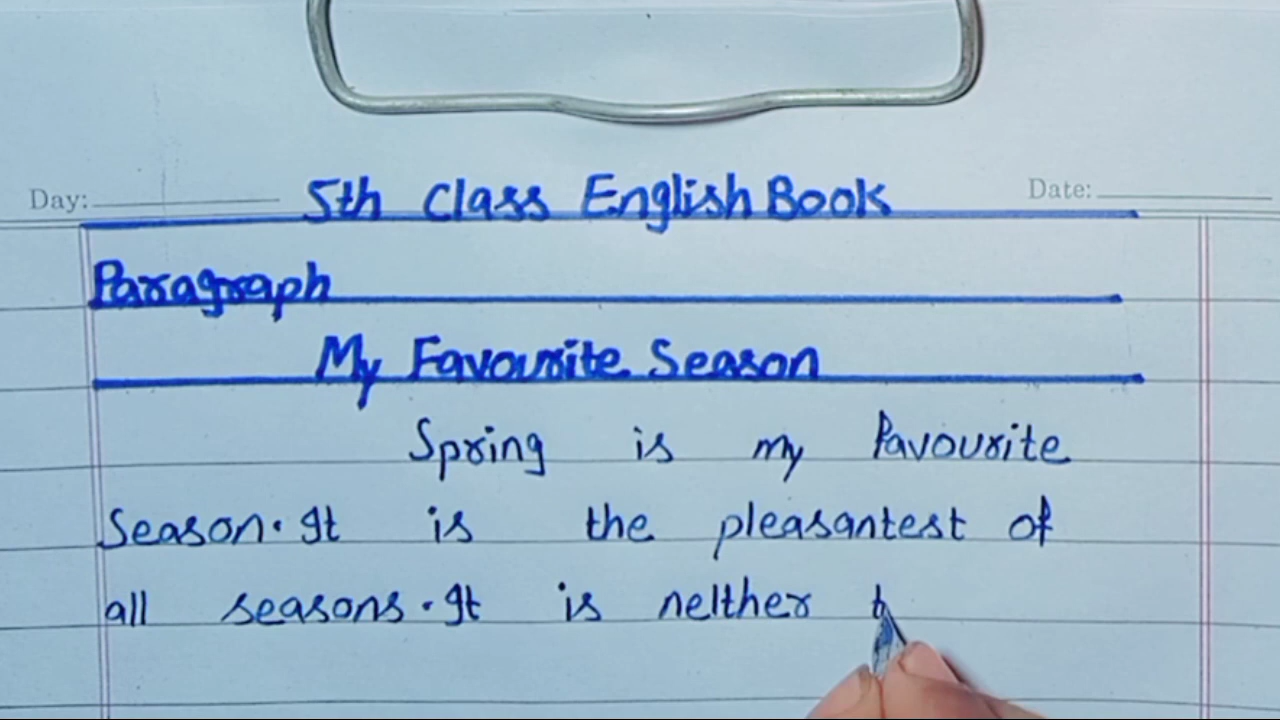 Day: 5th Class English Book Date:
Paragraph
My Favourite Season
Spring is my Favourite
Season. It is the pleasantest of
all seasons. It is nelther